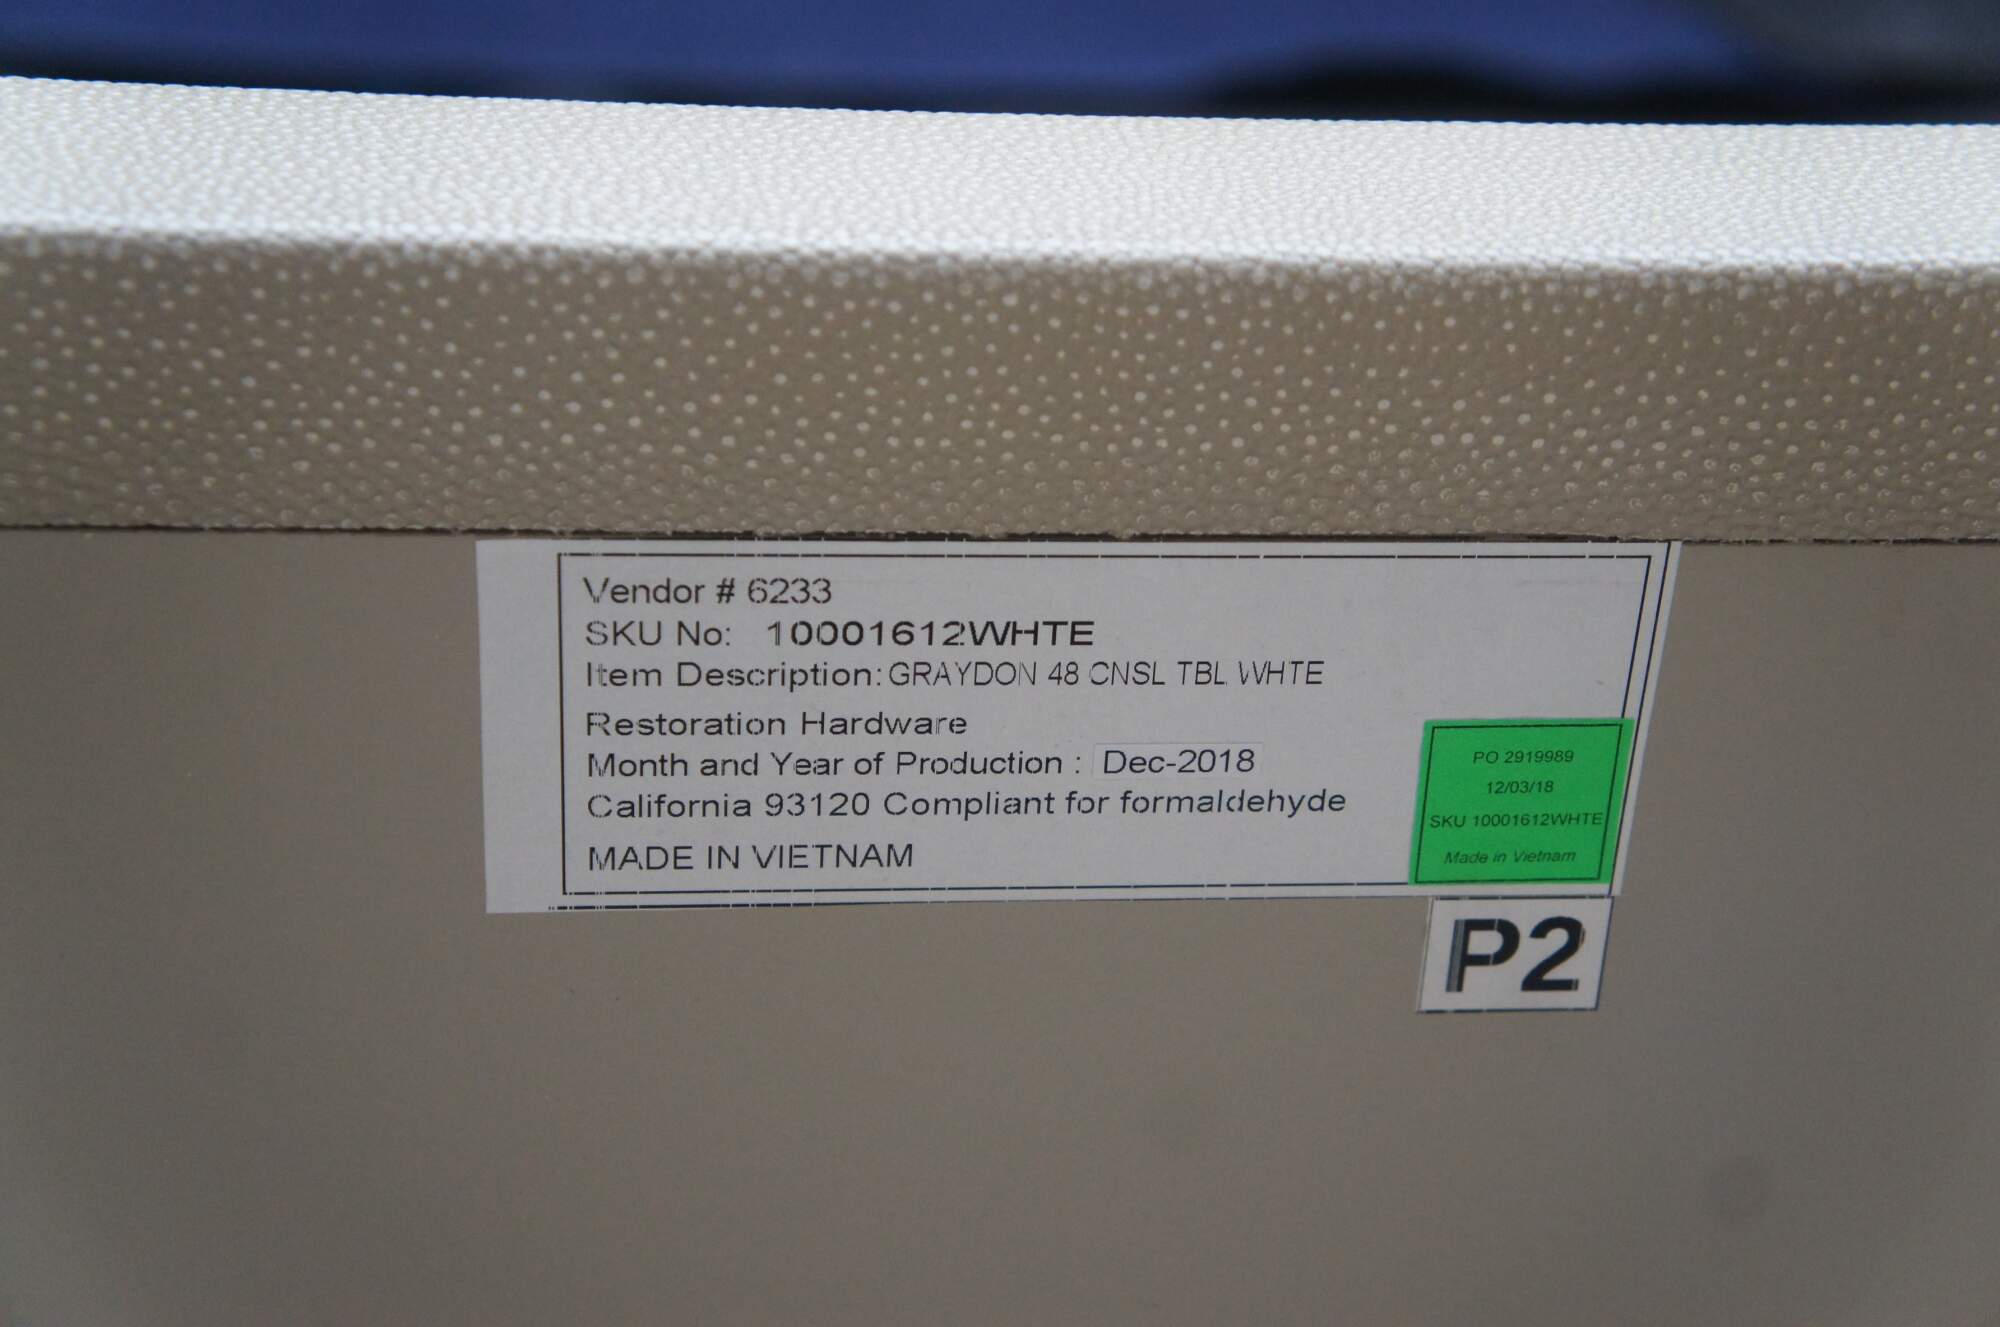 Vendor # 6233
SKU No: 10001612WHTE
Item Description: GRAYDON 48 CNSL TBL WHTE
Restoration Hardware
Month and Year of Production : Dec-2018
California 93120 Compliant for formaldehyde
MADE IN VIETNAM
PO 2919989
12/03/18
SKU 10001612WHTE
Made in Vietnam
P2